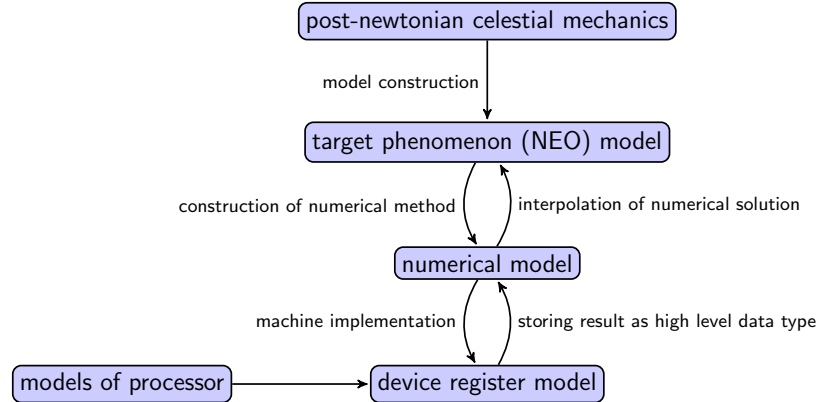 post-newtonian celestial mechanics
model construction
target phenomenon (NEO) model
construction of numerical method
interpolation of numerical solution
numerical model
machine implementation
storing result as high level data type
models of processor
device register model